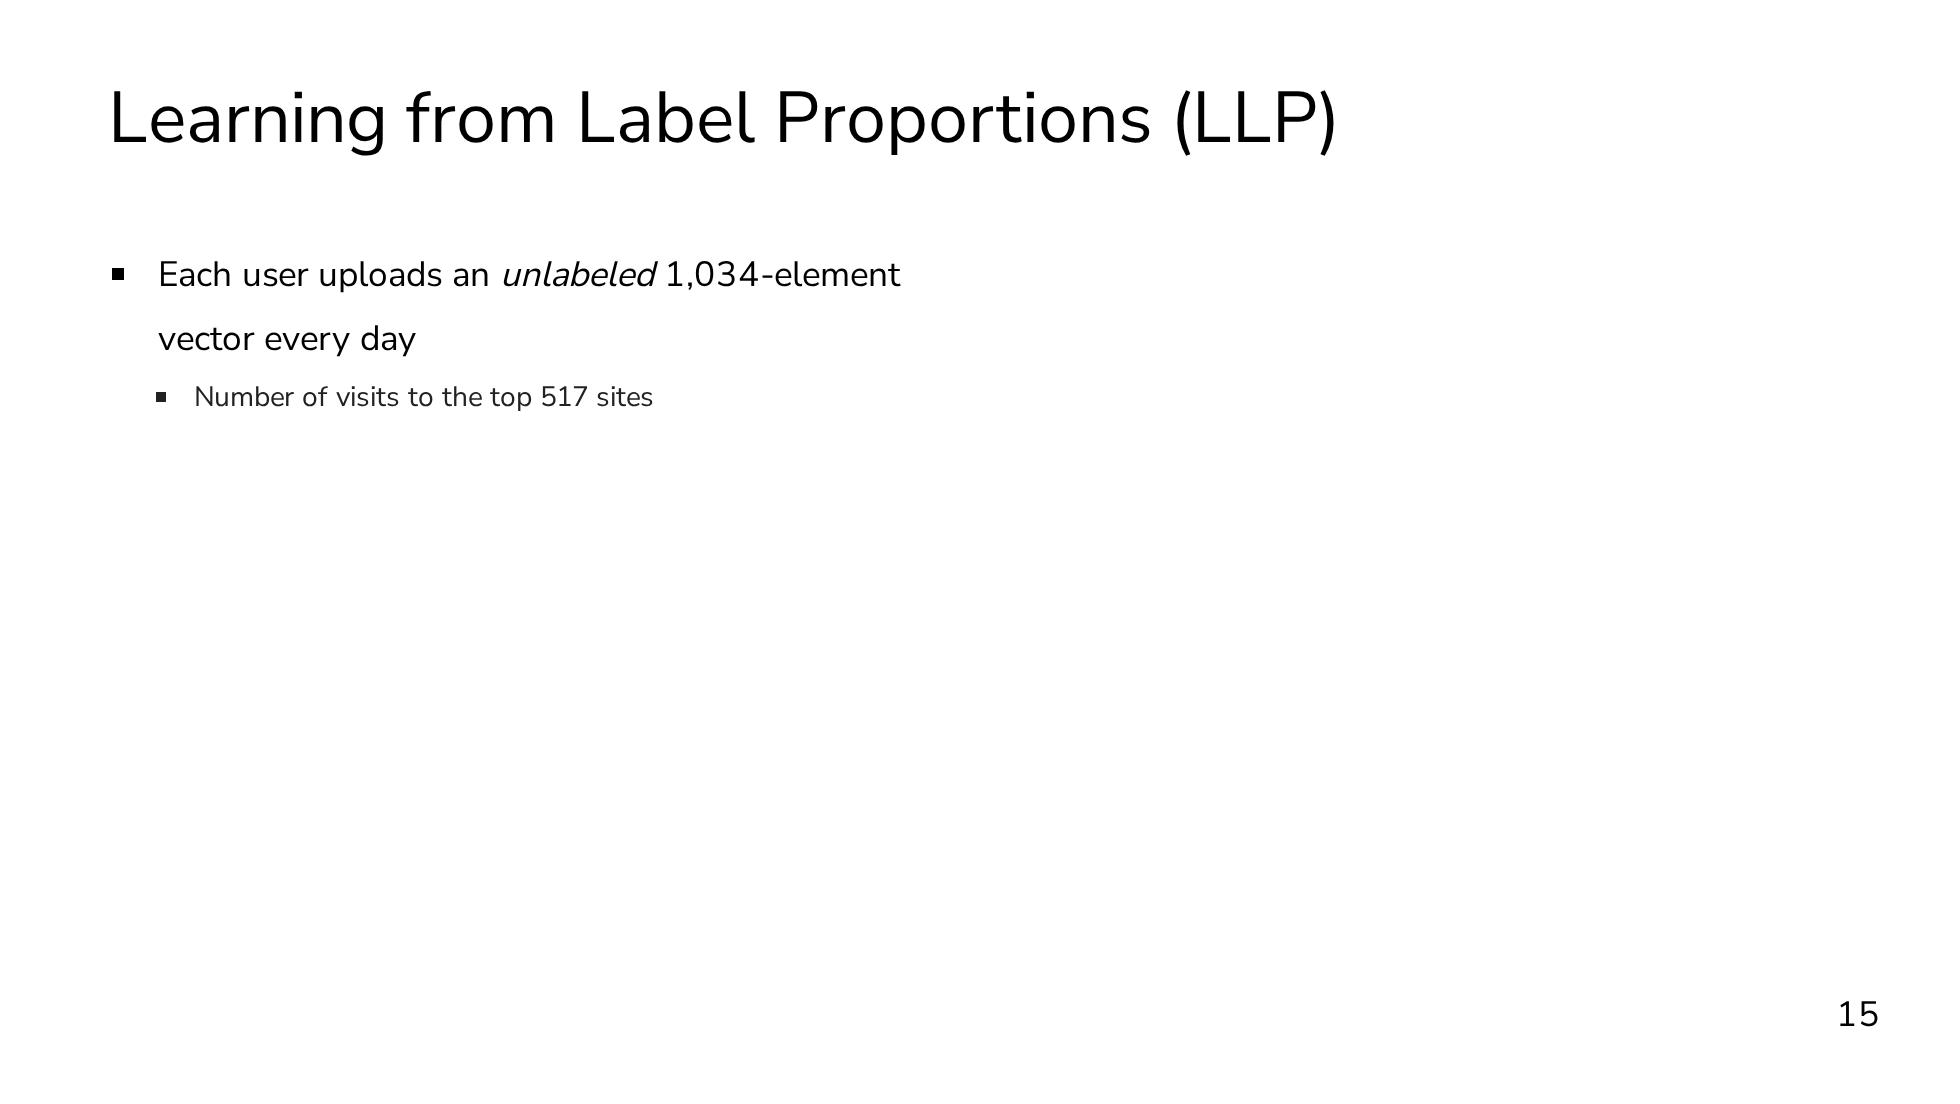 Learning from Label Proportions (LLP)
▪ Each user uploads an unlabeled 1,034-element
vector every day
▪ Number of visits to the top 517 sites
15